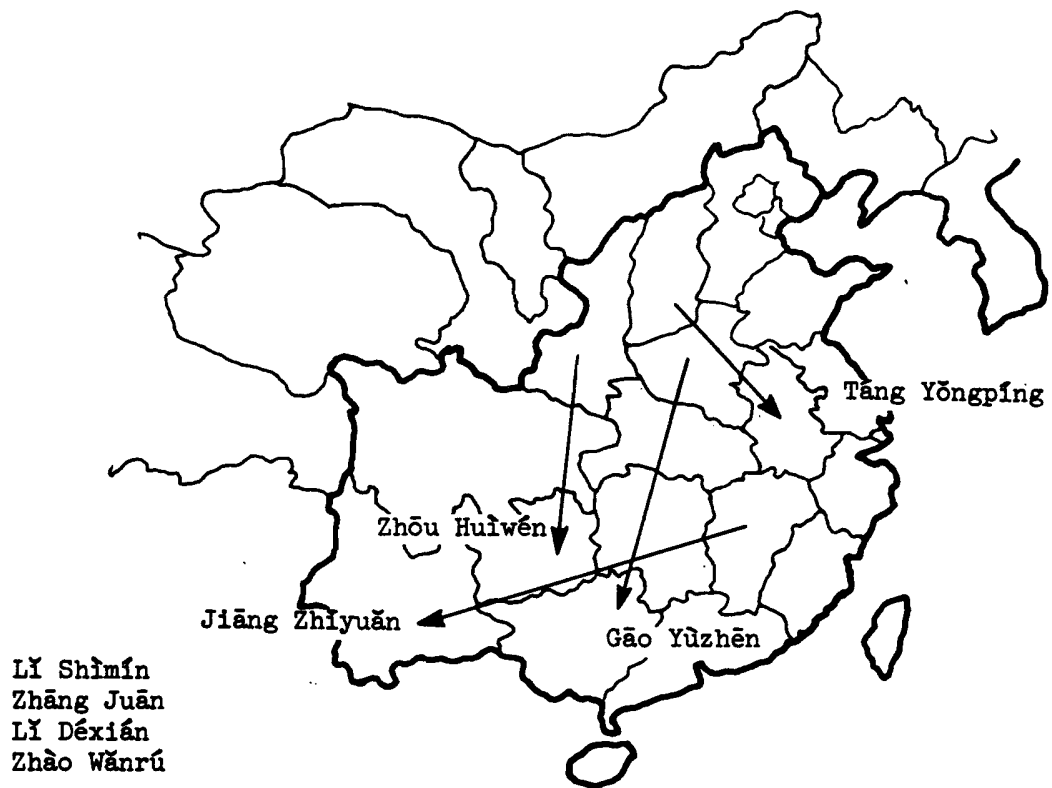 Táng Yǒngpíng
Zhōu Huìwén
Jiāng Zhìyuǎn
Gāo Yùzhēn
Lǐ Shìmín
Zhāng Juān
Lǐ Déxián
Zhào Wǎnrú